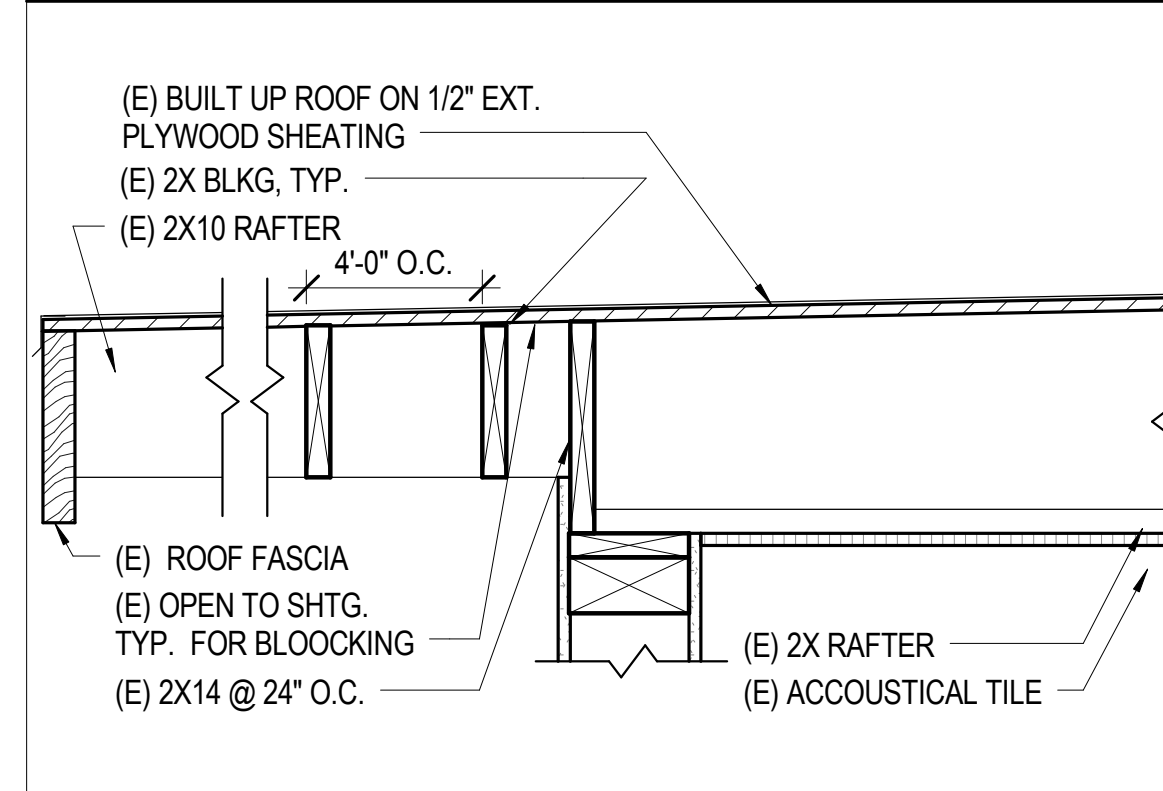 (E) BUILT UP ROOF ON 1/2" EXT.
PLYWOOD SHEATING
(E) 2X BLKG, TYP.
(E) 2X10 RAFTER
4'-0" O.C.
(E) ROOF FASCIA
(E) OPEN TO SHTG.
TYP. FOR BLOOCKING
(E) 2X14 @ 24" O.C.
(E) 2X RAFTER
(E) ACCOUSTICAL TILE